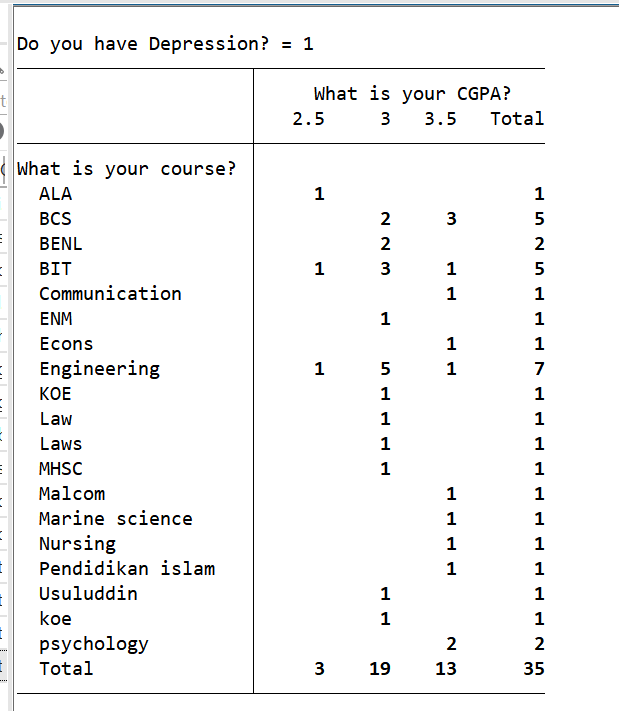 Do you have Depression? = 1
What is your CGPA?
2.5 3 3.5 Total
What is your course?
ALA 1 1
BCS 2 3 5
BENL 2 2
BIT 1 3 1 5
Communication 1 1
ENM 1 1
Econs 1 1
Engineering 1 5 1 7
KOE 1 1
Law 1 1
Laws 1 1
MHSC 1 1
Malcom 1 1
Marine science 1 1
Nursing 1 1
Pendidikan islam 1 1
Usuluddin 1 1
koe 1 1
psychology 2 2
Total 3 19 13 35